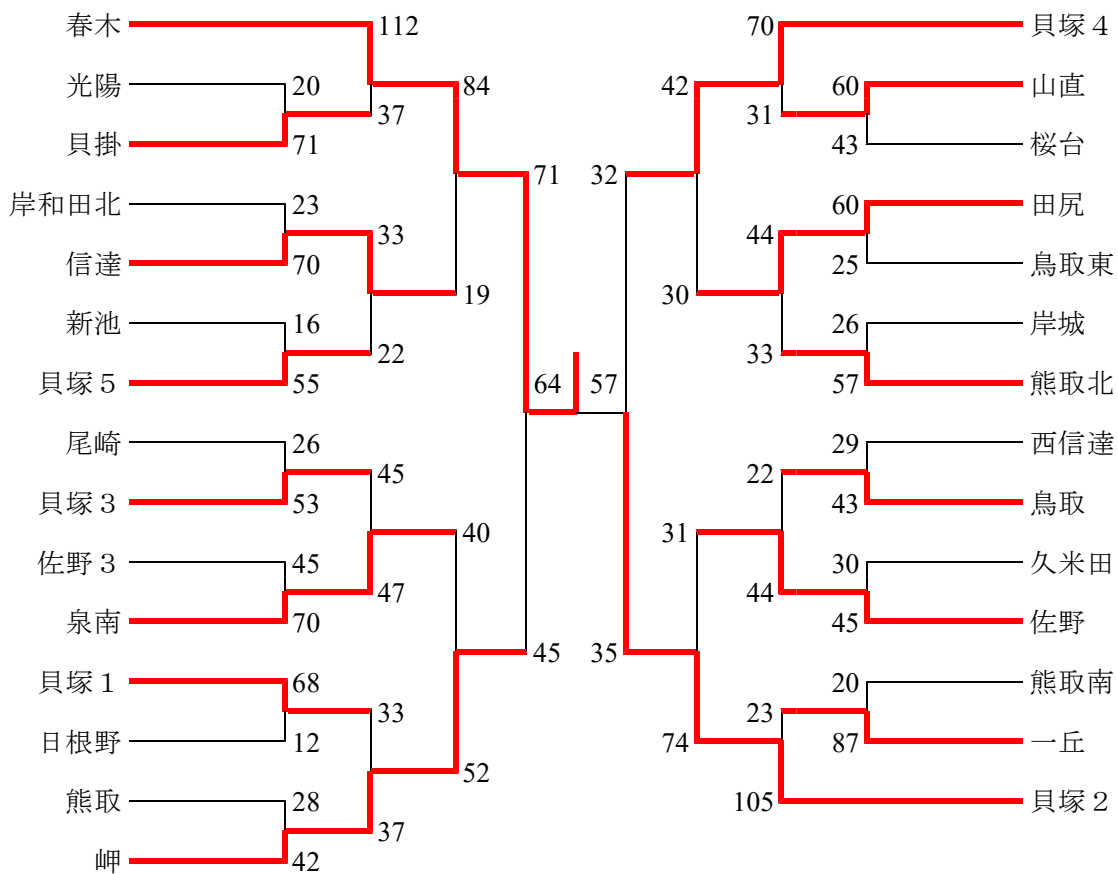 春木 112 70 貝塚４
光陽 20 84 42 60 山直
37 31
貝掛 71 43 桜台
71 32
岸和田北 23 60 田尻
33 44
信達 70 25 鳥取東
19 30
新池 16 26 岸城
22 33
貝塚５ 55 64 57 57 熊取北
尾崎 26 29 西信達
45 22
貝塚３ 53 43 鳥取
40 31
佐野３ 45 30 久米田
47 44
泉南 70 45 佐野
45 35
貝塚１ 68 20 熊取南
33 23
日根野 12 74 87 一丘
52
熊取 28 105 貝塚２
37
岬 42